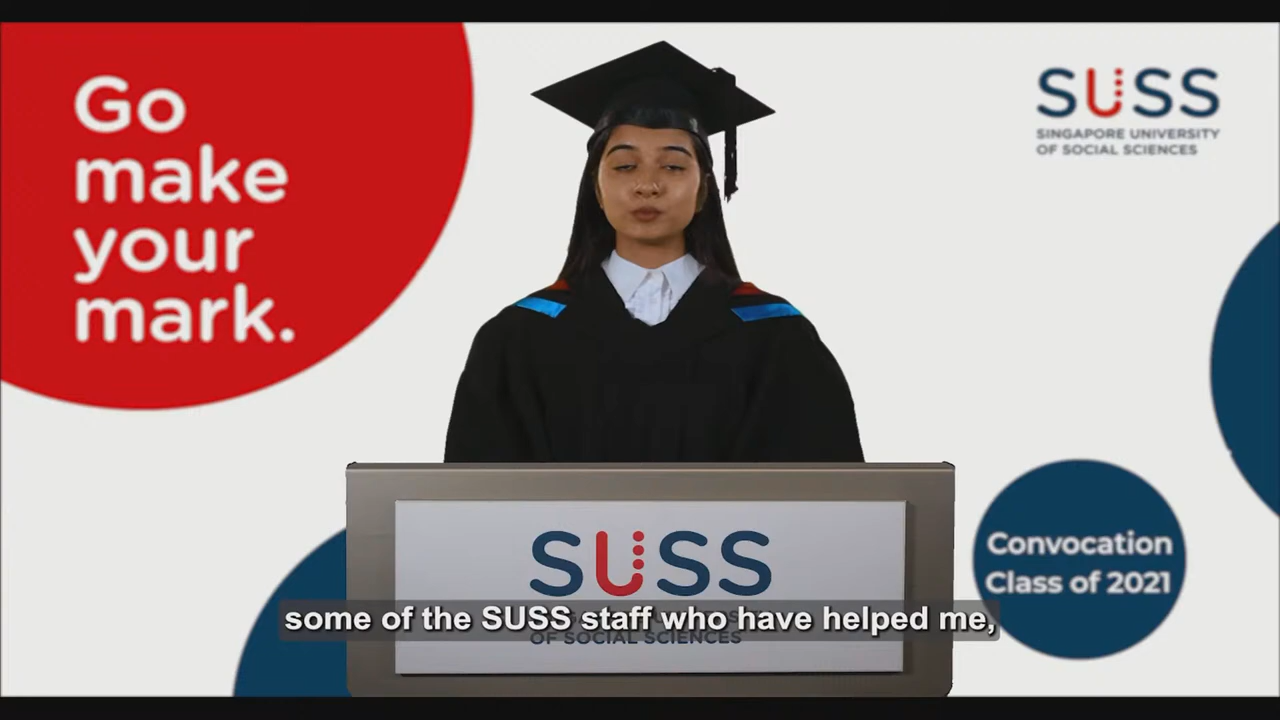 Go
make
your
mark.
SUSS
SINGAPORE UNIVERSITY
OF SOCIAL SCIENCES
Convocation
Class of 2021
SUSS
some of the SUSS staff who have helped me,
OF SOCIAL SCIENCES